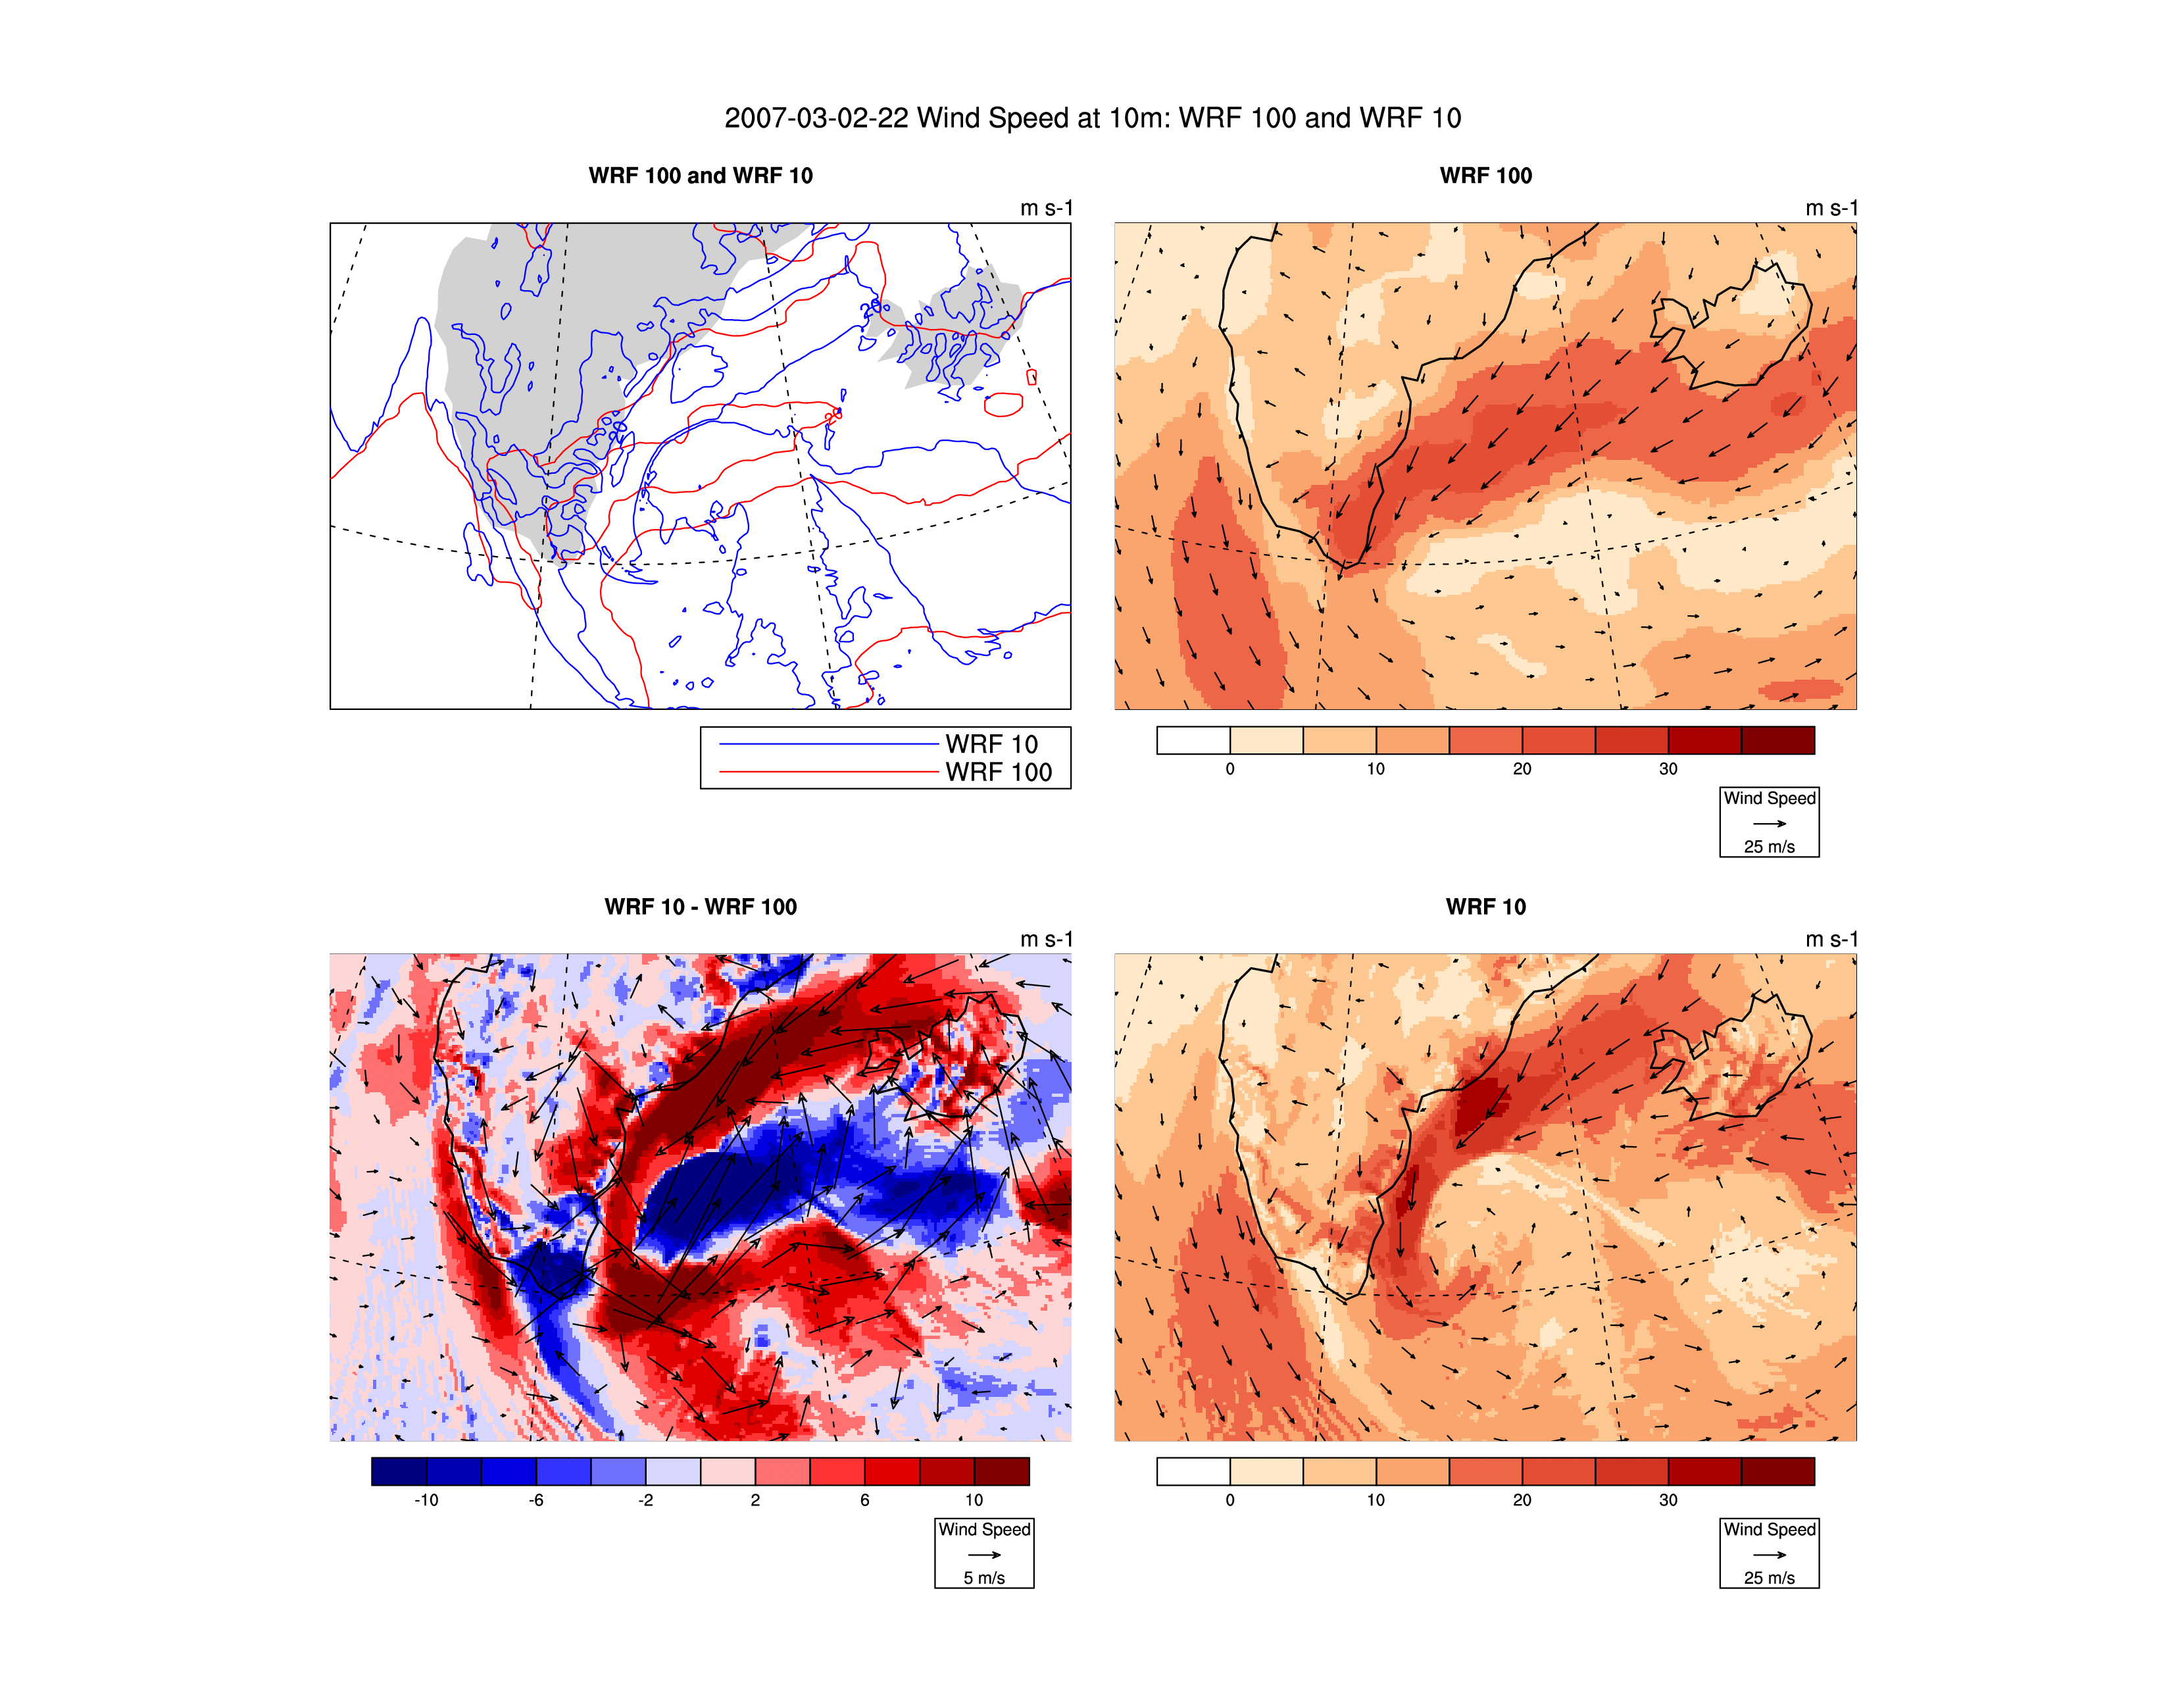 2007-03-02-22 Wind Speed at 10m: WRF 100 and WRF 10
WRF 100 and WRF 10
m s-1
20
20
20
WRF 10
WRF 100
WRF 100
m s-1
0 10 20 30
Wind Speed
25 m/s
WRF 10 - WRF 100
m s-1
-10 -6 -2 2 6 10
Wind Speed
5 m/s
WRF 10
m s-1
0 10 20 30
Wind Speed
25 m/s